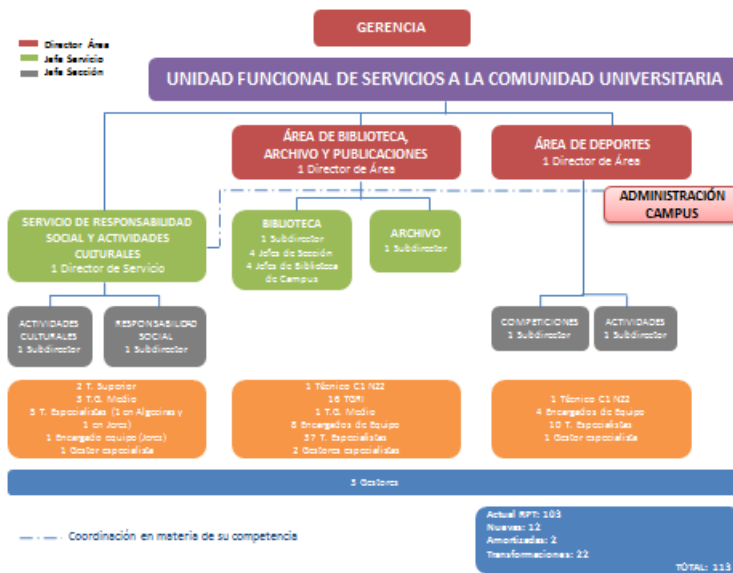 GERENCIA
Director Área
Jefe Servicio
Jefe Sección
UNIDAD FUNCIONAL DE SERVICIOS A LA COMUNIDAD UNIVERSITARIA
ÁREA DE BIBLIOTECA,
ARCHIVO Y PUBLICACIONES
1 Director de Área
ÁREA DE DEPORTES
1 Director de Área
ADMINISTRACIÓN
CAMPUS
SERVICIO DE RESPONSABILIDAD
SOCIAL Y ACTIVIDADES
CULTURALES
1 Director de Servicio
BIBLIOTECA
1 Subdirector
4 Jefes de Sección
4 Jefes de Biblioteca
de Campus
ARCHIVO
1 Subdirector
ACTIVIDADES
CULTURALES
1 Subdirector
RESPONSABILIDAD
SOCIAL
1 Subdirector
COMPETICIONES
1 Subdirector
ACTIVIDADES
1 Subdirector
2 T. Superior
3 T.G. Medio
5 T. Especialistas (1 en Algeciras y
1 en Jerez)
1 Encargado equipo (Jerez)
1 Gestor especialista
1 Técnico C1 N22
16 TGRI
1 T.G. Medio
8 Encargados de Equipo
37 T. Especialistas
2 Gestores especialistas
1 Técnico C1 N22
4 Encargados de Equipo
10 T. Especialistas
1 Gestor especialista
3 Gestores
Coordinación en materia de su competencia
Actual RPT: 103
Nuevas: 12
Amortizadas: 2
Transformaciones: 22
TOTAL: 113